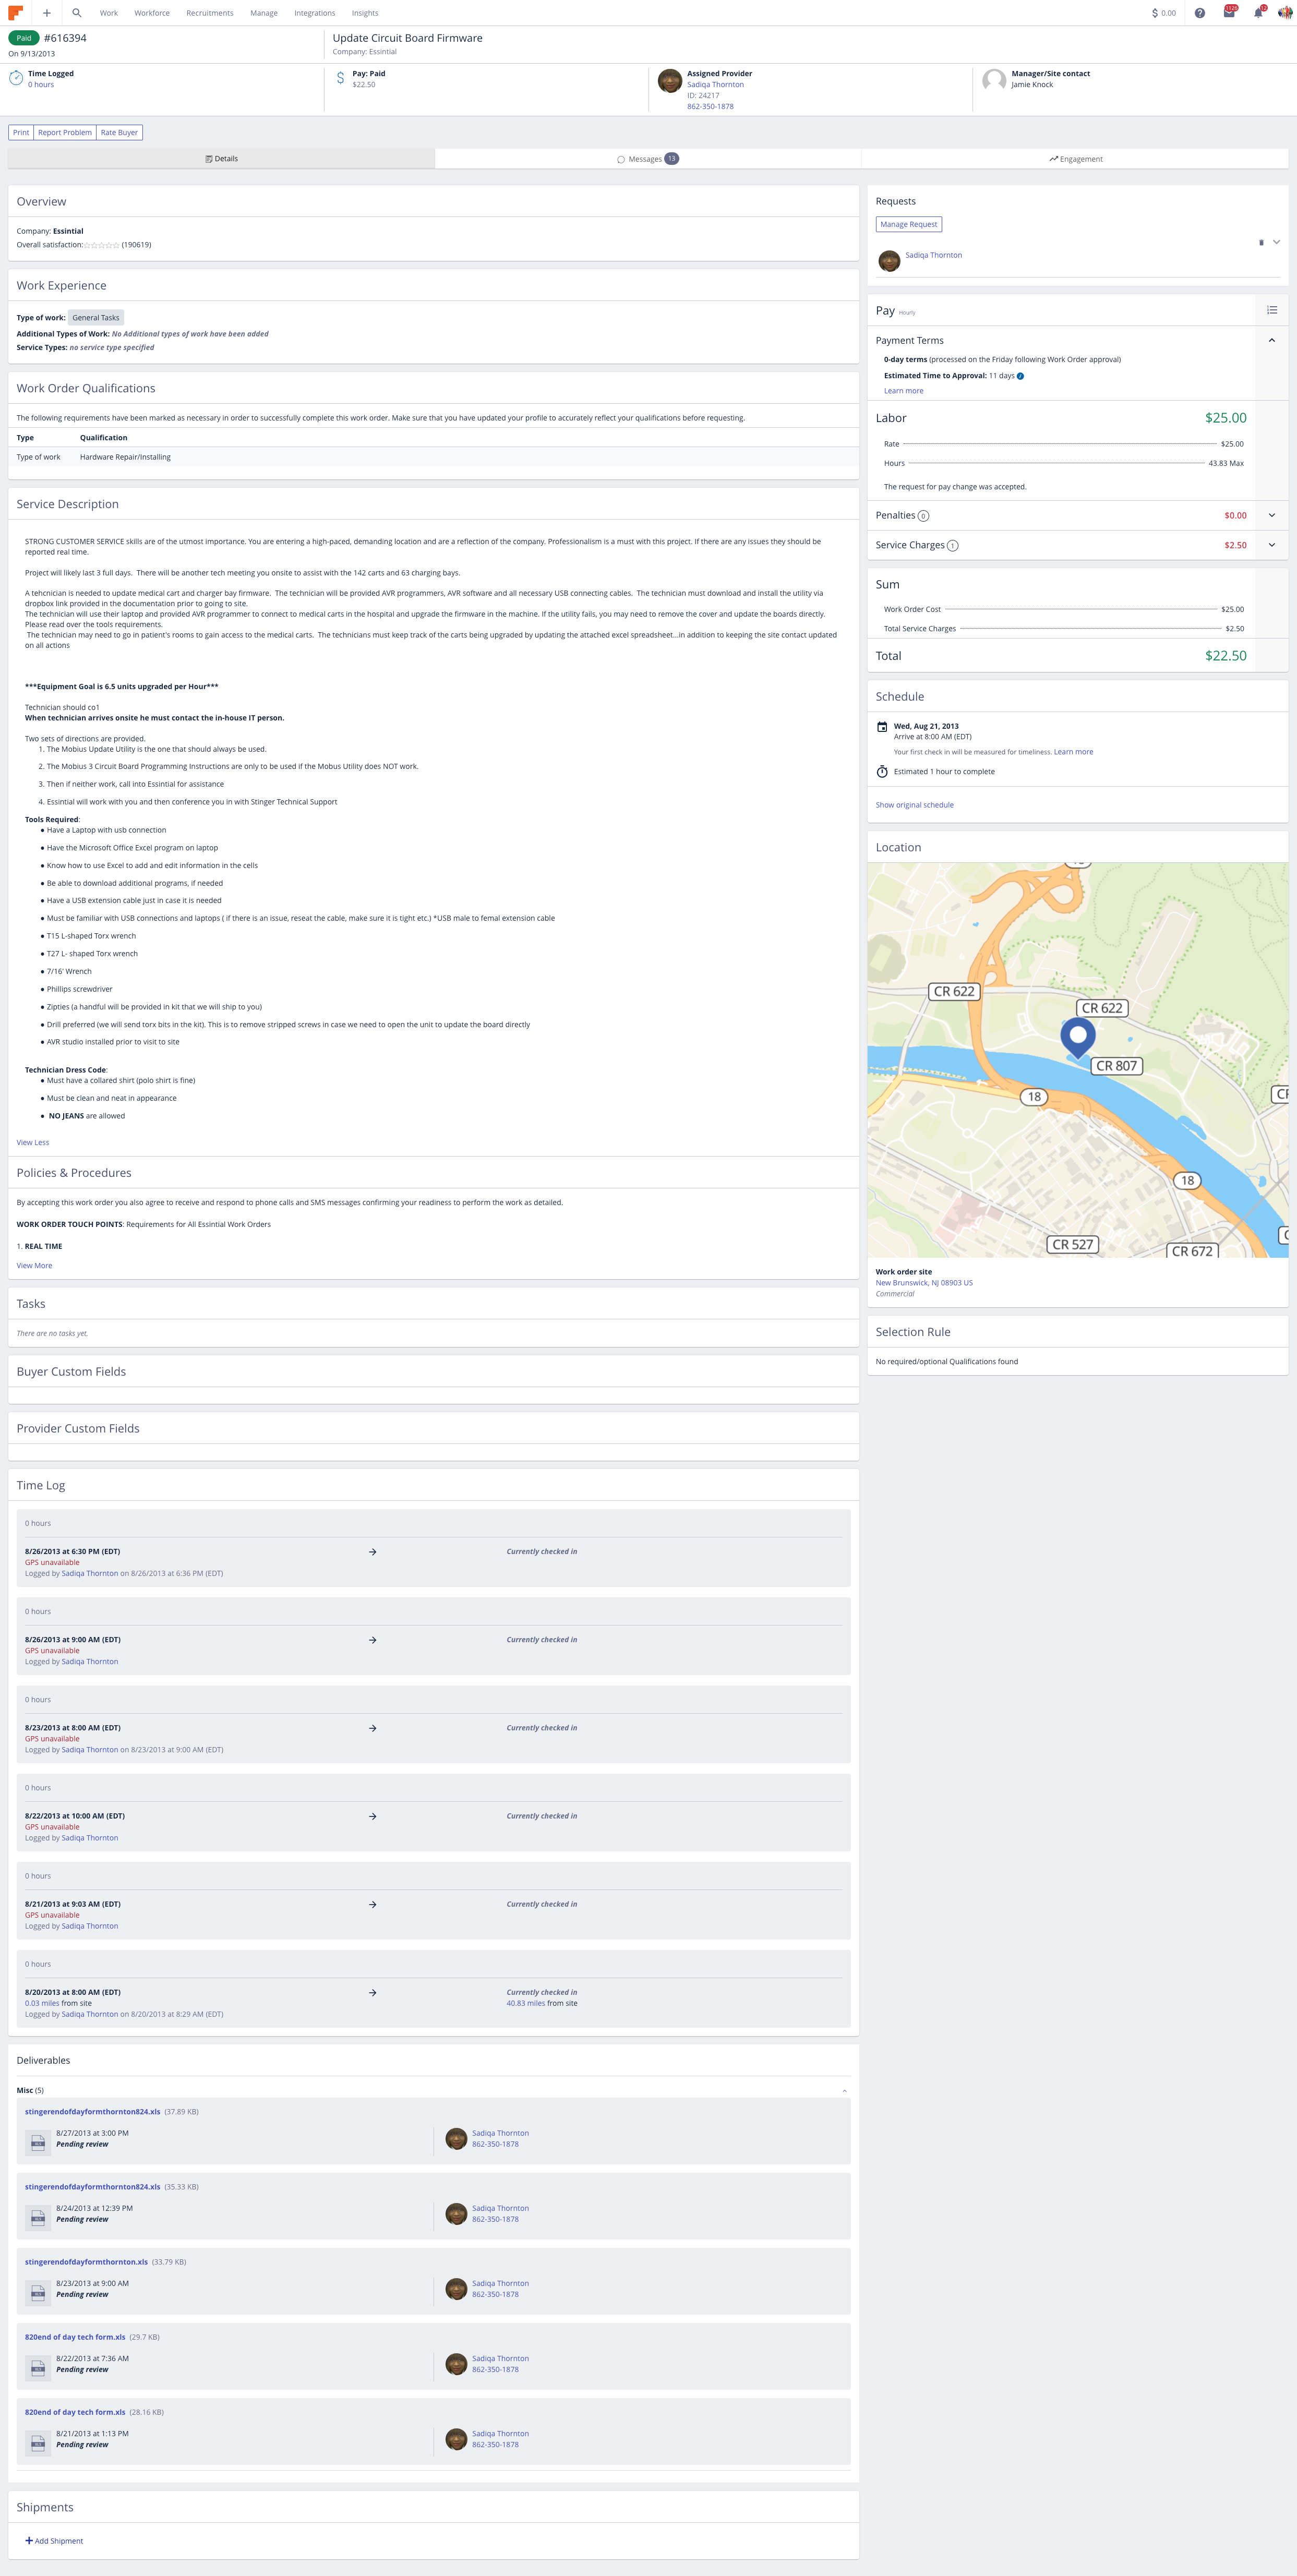 Work Workforce Recruitments Manage Integrations Insights
0.00
1128
12
Paid #616394
On 9/13/2013
Update Circuit Board Firmware
Company: Essintial
Time Logged
0 hours
Pay: Paid
$22.50
Assigned Provider
Sadiqa Thornton
ID: 24217
862-350-1878
Manager/Site contact
Jamie Knock
Print Report Problem Rate Buyer
Details
Messages 13
Engagement
Overview
Company: Essintial
Overall satisfaction:☆☆☆☆☆ (190619)
Work Experience
Type of work: General Tasks
Additional Types of Work: No Additional types of work have been added
Service Types: no service type specified
Work Order Qualifications
The following requirements have been marked as necessary in order to successfully complete this work order. Make sure that you have updated your profile to accurately reflect your qualifications before requesting.
Type Qualification
Type of work Hardware Repair/Installing
Service Description
STRONG CUSTOMER SERVICE skills are of the utmost importance. You are entering a high-paced, demanding location and are a reflection of the company. Professionalism is a must with this project. If there are any issues they should be
reported real time.
Project will likely last 3 full days. There will be another tech meeting you onsite to assist with the 142 carts and 63 charging bays.
A tehcnician is needed to update medical cart and charger bay firmware. The technician will be provided AVR programmers, AVR software and all necessary USB connecting cables. The technician must download and install the utility via
dropbox link provided in the documentation prior to going to site.
The technician will use their laptop and provided AVR programmer to connect to medical carts in the hospital and upgrade the firmware in the machine. If the utility fails, you may need to remove the cover and update the boards directly.
Please read over the tools requirements.
The technician may need to go in patient's rooms to gain access to the medical carts. The technicians must keep track of the carts being upgraded by updating the attached excel spreadsheet...in addition to keeping the site contact updated
on all actions
***Equipment Goal is 6.5 units upgraded per Hour***
Technician should co1
When technician arrives onsite he must contact the in-house IT person.
Two sets of directions are provided.
1. The Mobius Update Utility is the one that should always be used.
2. The Mobius 3 Circuit Board Programming Instructions are only to be used if the Mobus Utility does NOT work.
3. Then if neither work, call into Essintial for assistance
4. Essintial will work with you and then conference you in with Stinger Technical Support
Tools Required:
• Have a Laptop with usb connection
• Have the Microsoft Office Excel program on laptop
• Know how to use Excel to add and edit information in the cells
• Be able to download additional programs, if needed
• Have a USB extension cable just in case it is needed
• Must be familiar with USB connections and laptops ( if there is an issue, reseat the cable, make sure it is tight etc.) *USB male to femal extension cable
• T15 L-shaped Torx wrench
• T27 L- shaped Torx wrench
• 7/16' Wrench
• Phillips screwdriver
• Zipties (a handful will be provided in kit that we will ship to you)
• Drill preferred (we will send torx bits in the kit). This is to remove stripped screws in case we need to open the unit to update the board directly
• AVR studio installed prior to visit to site
Technician Dress Code:
• Must have a collared shirt (polo shirt is fine)
• Must be clean and neat in appearance
• NO JEANS are allowed
View Less
Policies & Procedures
By accepting this work order you also agree to receive and respond to phone calls and SMS messages confirming your readiness to perform the work as detailed.
WORK ORDER TOUCH POINTS: Requirements for All Essintial Work Orders
1. REAL TIME
View More
Tasks
There are no tasks yet.
Buyer Custom Fields
Provider Custom Fields
Time Log
0 hours
8/26/2013 at 6:30 PM (EDT) → Currently checked in
GPS unavailable
Logged by Sadiqa Thornton on 8/26/2013 at 6:36 PM (EDT)
0 hours
8/26/2013 at 9:00 AM (EDT) → Currently checked in
GPS unavailable
Logged by Sadiqa Thornton
0 hours
8/23/2013 at 8:00 AM (EDT) → Currently checked in
GPS unavailable
Logged by Sadiqa Thornton on 8/23/2013 at 9:00 AM (EDT)
0 hours
8/22/2013 at 10:00 AM (EDT) → Currently checked in
GPS unavailable
Logged by Sadiqa Thornton
0 hours
8/21/2013 at 9:03 AM (EDT) → Currently checked in
GPS unavailable
Logged by Sadiqa Thornton
0 hours
8/20/2013 at 8:00 AM (EDT) → Currently checked in
0.03 miles from site 40.83 miles from site
Logged by Sadiqa Thornton on 8/20/2013 at 8:29 AM (EDT)
Deliverables
Misc (5)
stingerendofdayformthornton824.xls (37.89 KB)
8/27/2013 at 3:00 PM
Pending review
Sadiqa Thornton
862-350-1878
stingerendofdayformthornton824.xls (35.33 KB)
8/24/2013 at 12:39 PM
Pending review
Sadiqa Thornton
862-350-1878
stingerendofdayformthornton.xls (33.79 KB)
8/23/2013 at 9:00 AM
Pending review
Sadiqa Thornton
862-350-1878
820end of day tech form.xls (29.7 KB)
8/22/2013 at 7:36 AM
Pending review
Sadiqa Thornton
862-350-1878
820end of day tech form.xls (28.16 KB)
8/21/2013 at 1:13 PM
Pending review
Sadiqa Thornton
862-350-1878
Shipments
Add Shipment
Requests
Manage Request
Sadiqa Thornton
Pay Hourly
Payment Terms
0-day terms (processed on the Friday following Work Order approval)
Estimated Time to Approval: 11 days
Learn more
Labor $25.00
Rate $25.00
Hours 43.83 Max
The request for pay change was accepted.
Penalties 0 $0.00
Service Charges 1 $2.50
Sum
Work Order Cost $25.00
Total Service Charges $2.50
Total $22.50
Schedule
Wed, Aug 21, 2013
Arrive at 8:00 AM (EDT)
Your first check in will be measured for timeliness. Learn more
Estimated 1 hour to complete
Show original schedule
Location
CR 622
CR 622
CR 807
18
18
CR 527
CR 672
Work order site
New Brunswick, NJ 08903 US
Commercial
Selection Rule
No required/optional Qualifications found